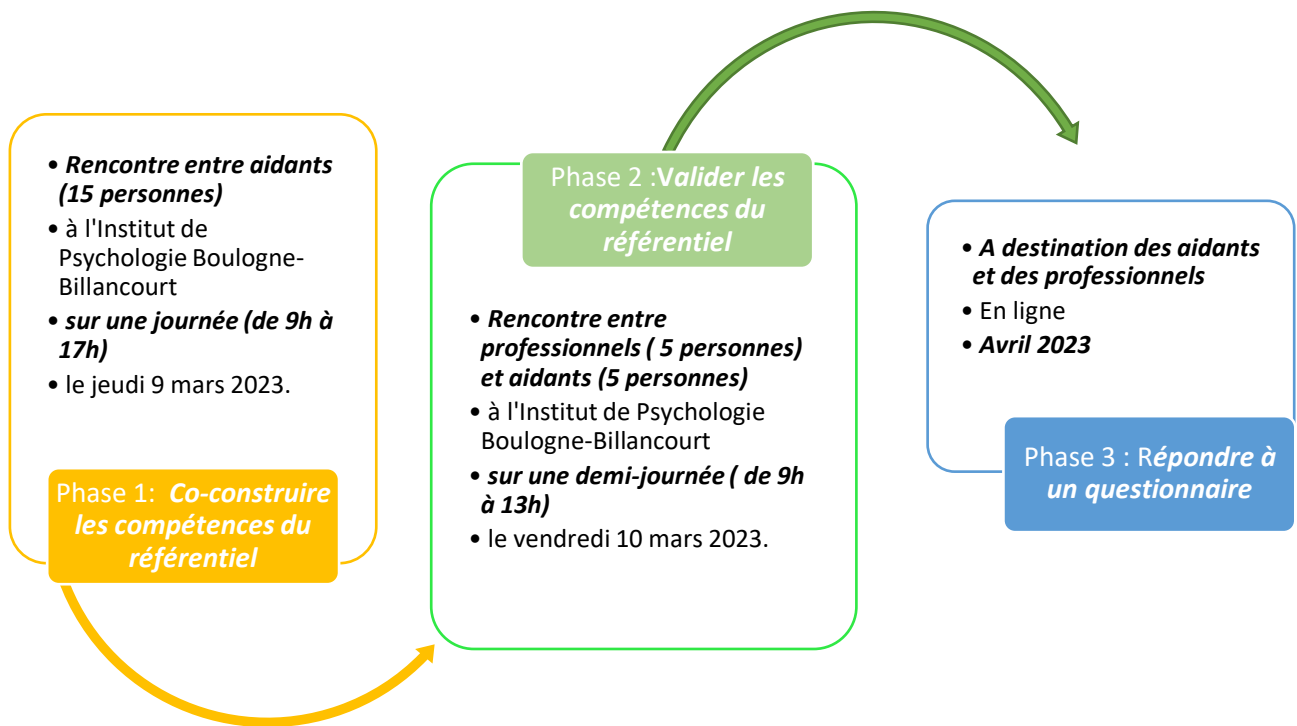 • Rencontre entre aidants
(15 personnes)
• à l'Institut de
Psychologie Boulogne-
Billancourt
• sur une journée (de 9h à
17h)
• le jeudi 9 mars 2023.
Phase 1: Co-construire
les compétences du
référentiel
Phase 2 :Valider les
compétences du
référentiel
• Rencontre entre
professionnels ( 5 personnes)
et aidants (5 personnes)
• à l'Institut de Psychologie
Boulogne-Billancourt
• sur une demi-journée ( de 9h
à 13h)
• le vendredi 10 mars 2023.
• A destination des aidants
et des professionnels
• En ligne
• Avril 2023
Phase 3 : Répondre à
un questionnaire